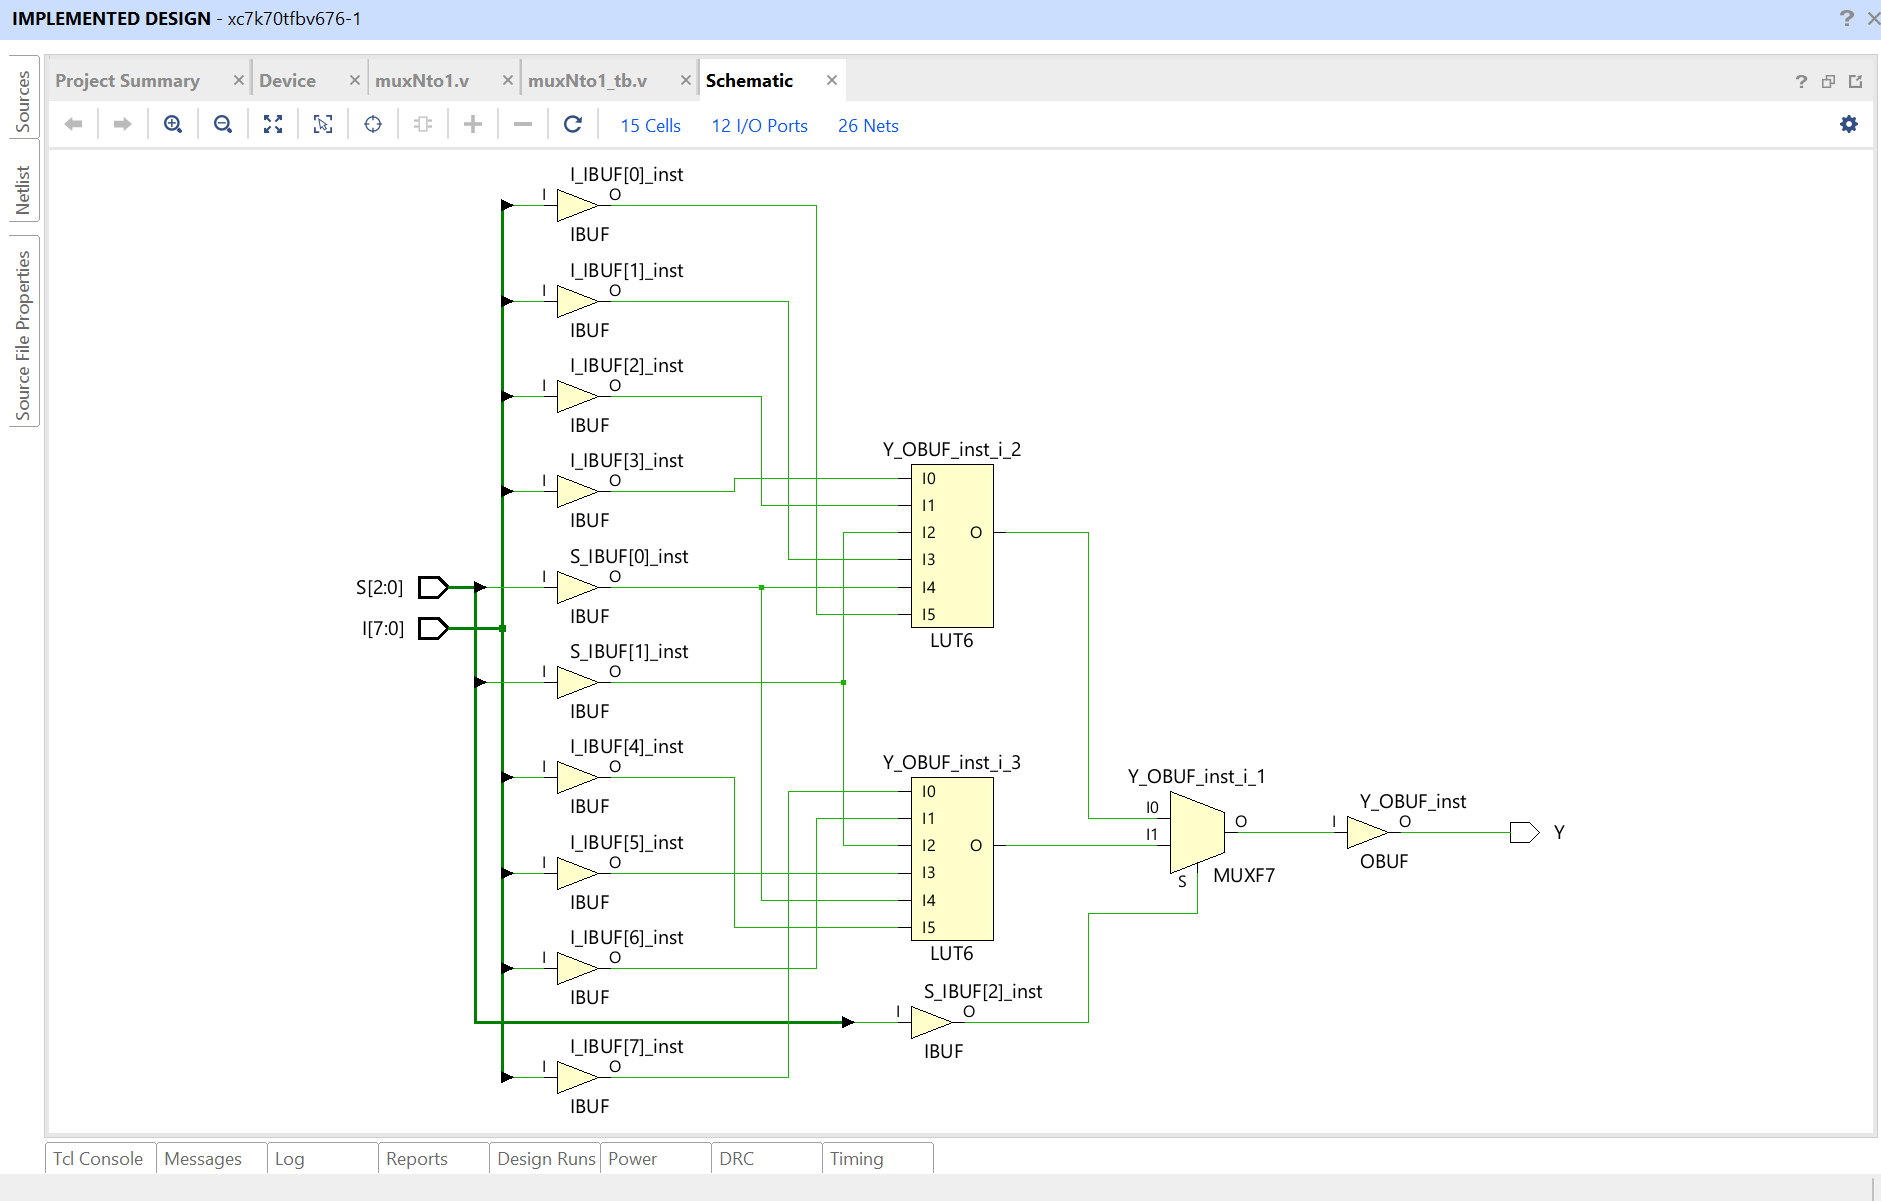 IMPLEMENTED DESIGN - xc7k70tfbv676-1
?
Sources
Netlist
Source File Properties
Project Summary
Device
muxNto1.v
muxNto1_tb.v
Schematic
?
15 Cells
12 I/O Ports
26 Nets
I_IBUF[0]_inst
I
O
IBUF
I_IBUF[1]_inst
I
O
IBUF
I_IBUF[2]_inst
I
O
IBUF
I_IBUF[3]_inst
I
O
IBUF
S_IBUF[0]_inst
I
O
IBUF
S[2:0]
I[7:0]
S_IBUF[1]_inst
I
O
IBUF
I_IBUF[4]_inst
I
O
IBUF
I_IBUF[5]_inst
I
O
IBUF
I_IBUF[6]_inst
I
O
IBUF
I_IBUF[7]_inst
I
O
IBUF
Y_OBUF_inst_i_2
I0
I1
I2
O
I3
I4
I5
LUT6
Y_OBUF_inst_i_3
I0
I1
I2
O
I3
I4
I5
LUT6
S_IBUF[2]_inst
I
O
IBUF
Y_OBUF_inst_i_1
I0
I1
O
S
MUXF7
Y_OBUF_inst
I
O
OBUF
Y
Tcl Console
Messages
Log
Reports
Design Runs
Power
DRC
Timing